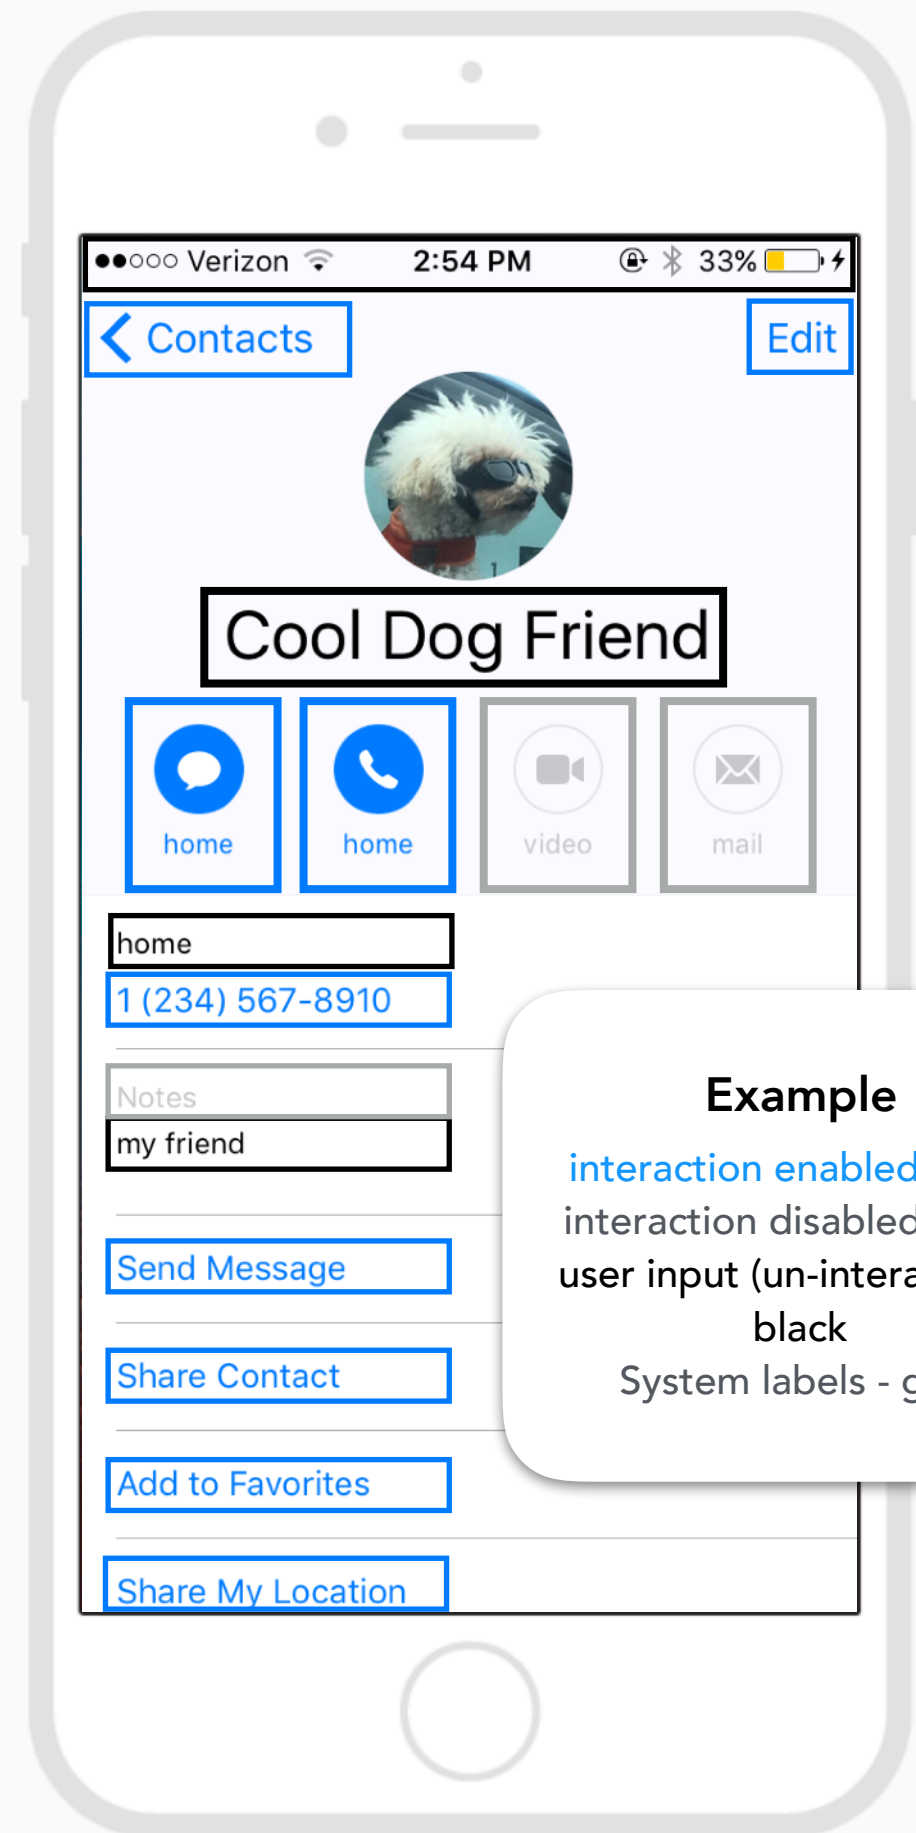 Verizon 2:54 PM 33%
Contacts Edit
Cool Dog Friend
home home video mail
home
1 (234) 567-8910
Notes
my friend
Send Message
Share Contact
Add to Favorites
Share My Location
Example
interaction enabled
interaction disabled
user input (un-intera
black
System labels - g